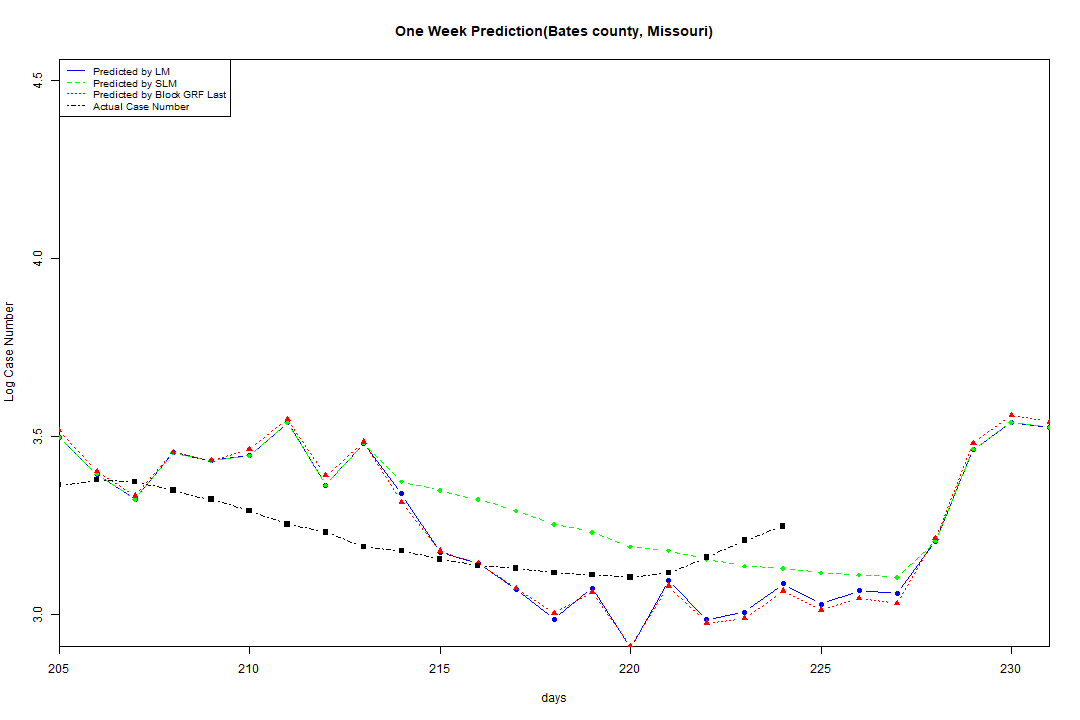 One Week Prediction(Bates county, Missouri)
Predicted by LM
Predicted by SLM
Predicted by Block GRF Last
Actual Case Number
4.5
4.0
3.5
3.0
Log Case Number
205 210 215 220 225 230
days